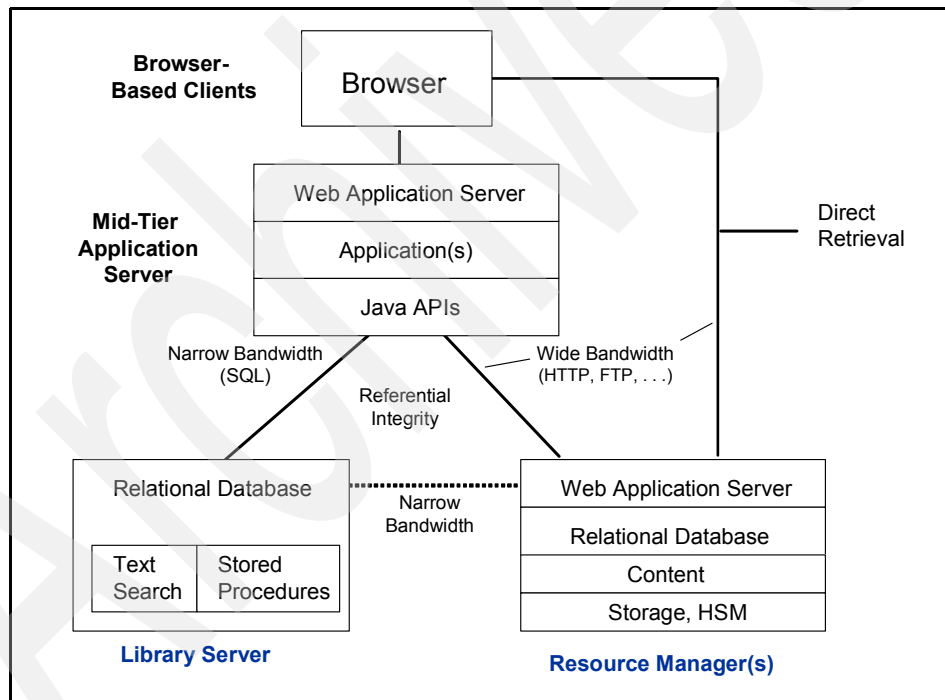 Browser-
Based Clients
Browser
Web Application Server
Mid-Tier
Application
Server
Application(s)
Java APIs
Direct
Retrieval
Narrow Bandwidth
(SQL)
Wide Bandwidth
(HTTP, FTP, . . .)
Referential
Integrity
Relational Database
Text
Search
Stored
Procedures
Library Server
Narrow
Bandwidth
Web Application Server
Relational Database
Content
Storage, HSM
Resource Manager(s)
Archive